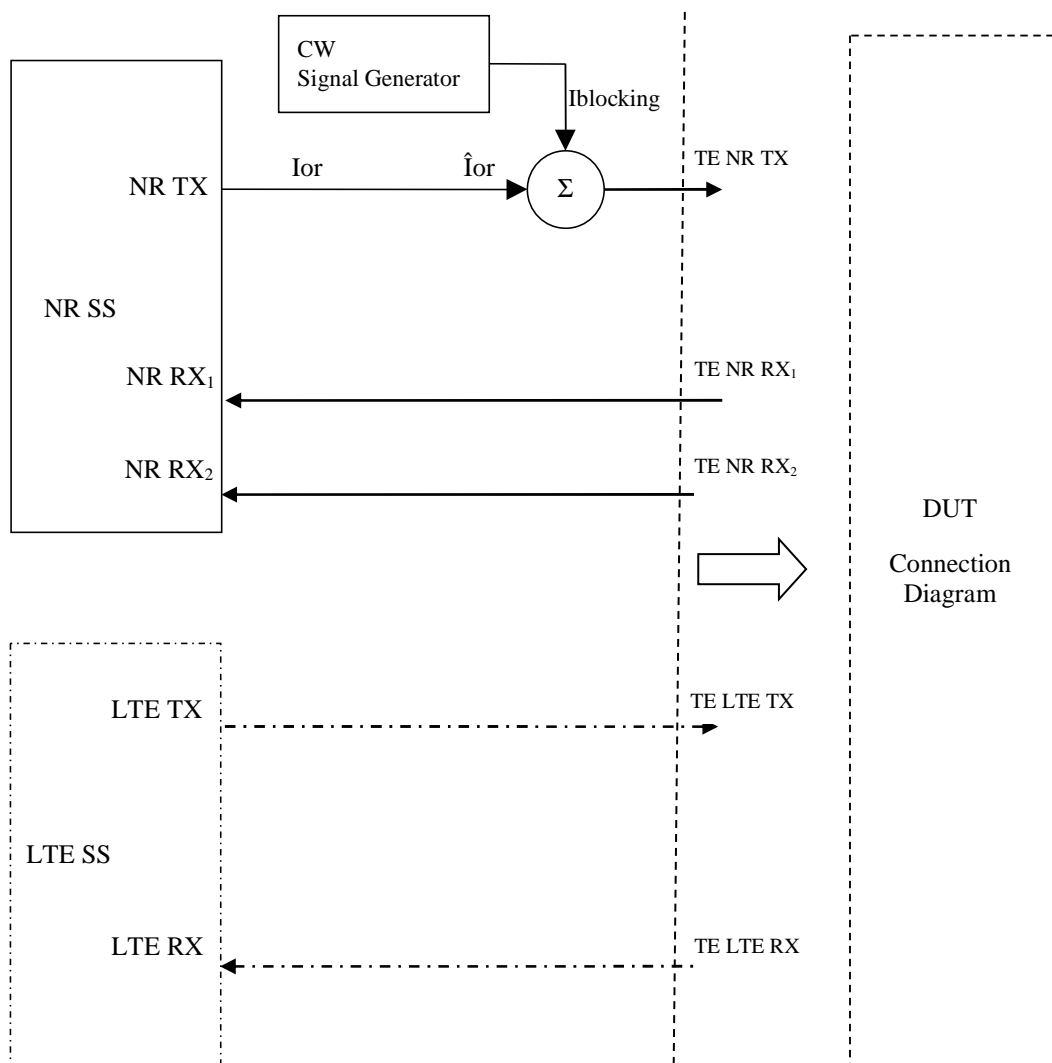 CW
Signal Generator
Iblocking
TE NR TX
NR TX
Ior
Îor
Σ
NR SS
NR RX₁
TE NR RX₁
NR RX₂
TE NR RX₂
DUT
Connection
Diagram
LTE TX
TE LTE TX
LTE SS
LTE RX
TE LTE RX